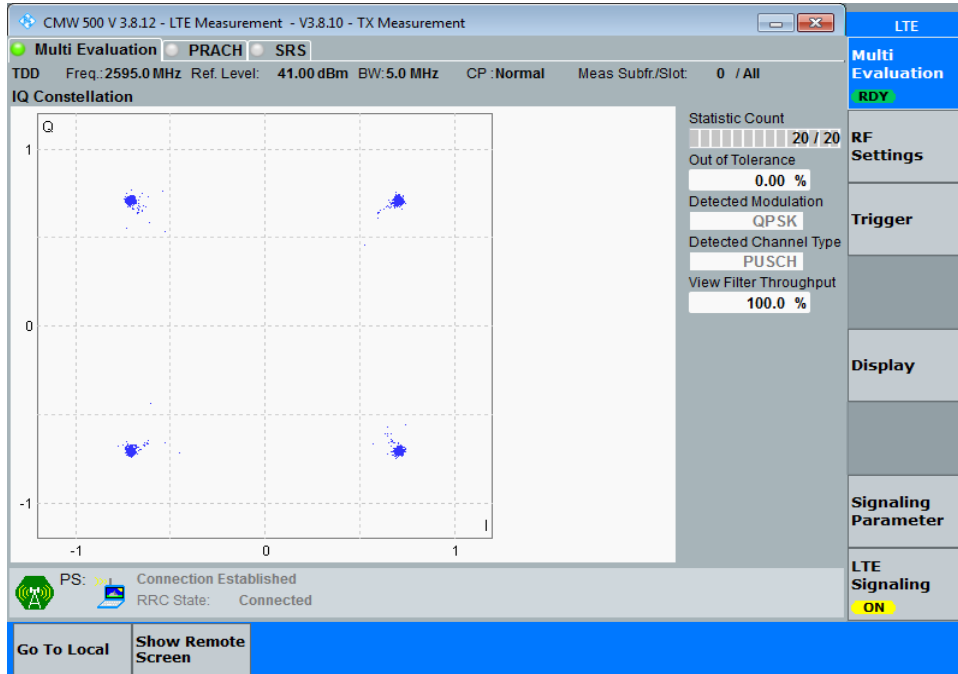 CMW 500 V 3.8.12 - LTE Measurement - V3.8.10 - TX Measurement
LTE
Multi Evaluation PRACH SRS
TDD Freq.: 2595.0 MHz Ref. Level: 41.00 dBm BW: 5.0 MHz CP : Normal Meas Subfr./Slot: 0 / All
IQ Constellation
Q
1
0
-1
I
-1 0 1
Statistic Count
20 / 20
Out of Tolerance
0.00 %
Detected Modulation
QPSK
Detected Channel Type
PUSCH
View Filter Throughput
100.0 %
Multi
Evaluation
RDY
RF
Settings
Trigger
Display
Signaling
Parameter
LTE
Signaling
ON
PS: Connection Established
RRC State: Connected
Go To Local
Show Remote
Screen